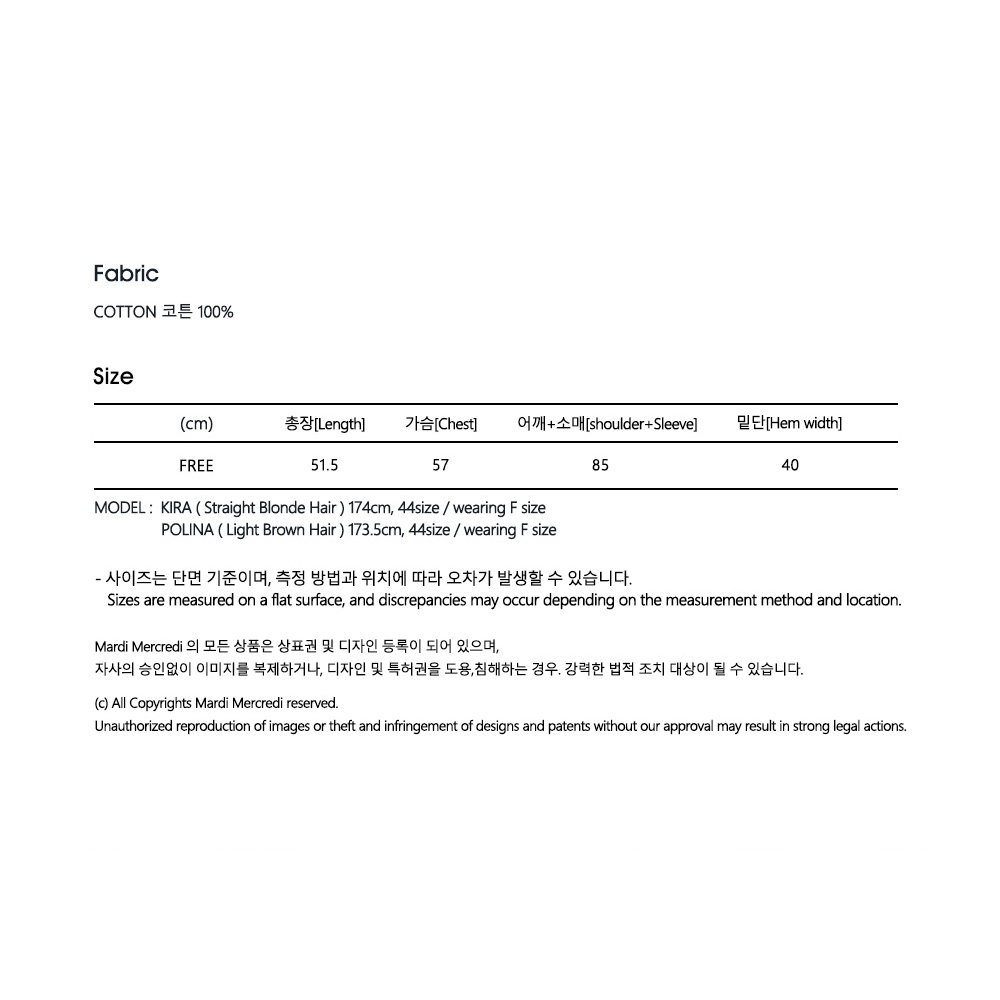 Fabric
COTTON 코튼 100%
Size
(cm) 총장[Length] 가슴[Chest] 어깨+소매[shoulder+Sleeve] 밑단[Hem width]
FREE 51.5 57 85 40
MODEL : KIRA ( Straight Blonde Hair ) 174cm, 44size / wearing F size
POLINA ( Light Brown Hair ) 173.5cm, 44size / wearing F size
- 사이즈는 단면 기준이며, 측정 방법과 위치에 따라 오차가 발생할 수 있습니다.
Sizes are measured on a flat surface, and discrepancies may occur depending on the measurement method and location.
Mardi Mercredi 의 모든 상품은 상표권 및 디자인 등록이 되어 있으며,
자사의 승인없이 이미지를 복제하거나, 디자인 및 특허권을 도용,침해하는 경우. 강력한 법적 조치 대상이 될 수 있습니다.
(c) All Copyrights Mardi Mercredi reserved.
Unauthorized reproduction of images or theft and infringement of designs and patents without our approval may result in strong legal actions.